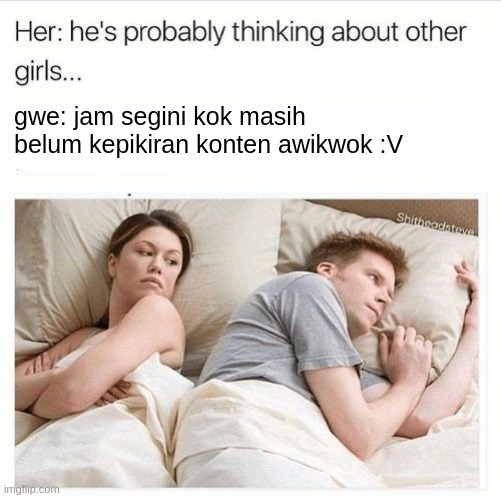 Her: he's probably thinking about other
girls...
gwe: jam segini kok masih
belum kepikiran konten awikwok :V
Shitheadsteve
imgflip.com